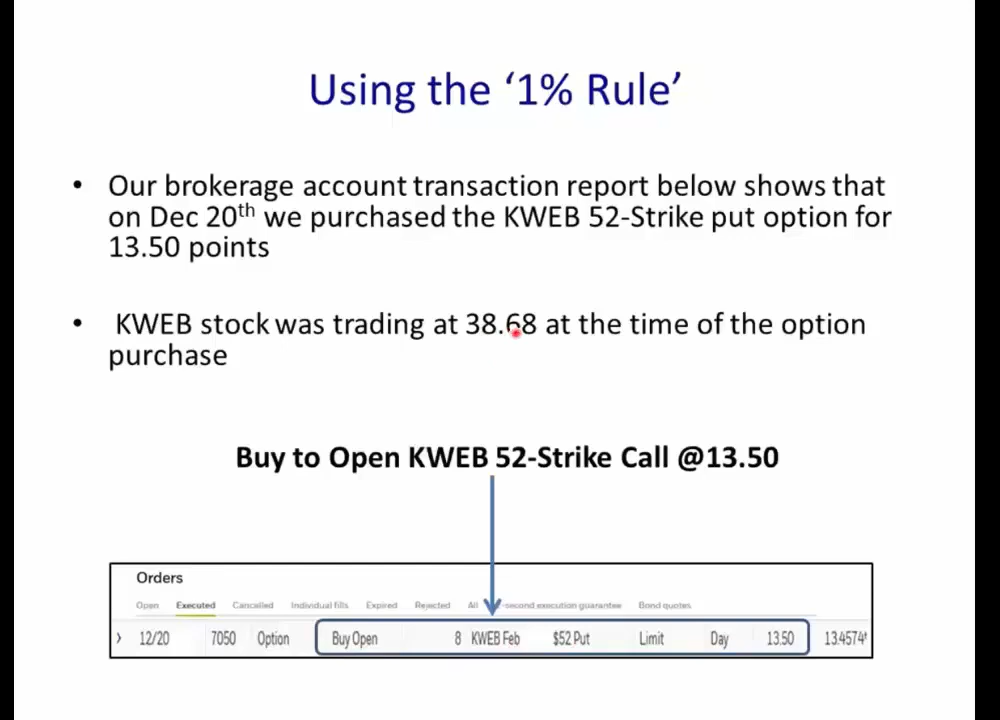 Using the ‘1% Rule’
• Our brokerage account transaction report below shows that
on Dec 20th we purchased the KWEB 52-Strike put option for
13.50 points
• KWEB stock was trading at 38.68 at the time of the option
purchase
Buy to Open KWEB 52-Strike Call @13.50
Orders
Open Executed Cancelled Individual fills Expired Rejected All -second execution guarantee Bond quotes
› 12/20 7050 Option Buy Open 8 KWEB Feb $52 Put Limit Day 13.50 13.4574